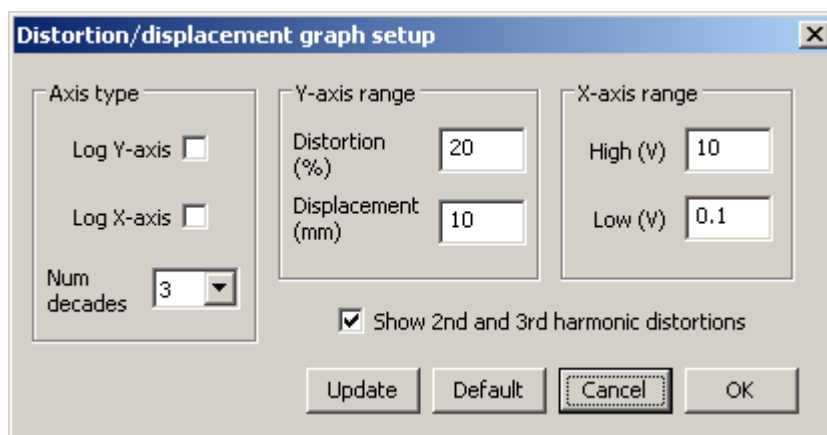 Distortion/displacement graph setup
Axis type
Log Y-axis
Log X-axis
Num
decades
3
Y-axis range
Distortion
(%)
20
Displacement
(mm)
10
X-axis range
High (V)
10
Low (V)
0.1
Show 2nd and 3rd harmonic distortions
Update
Default
Cancel
OK